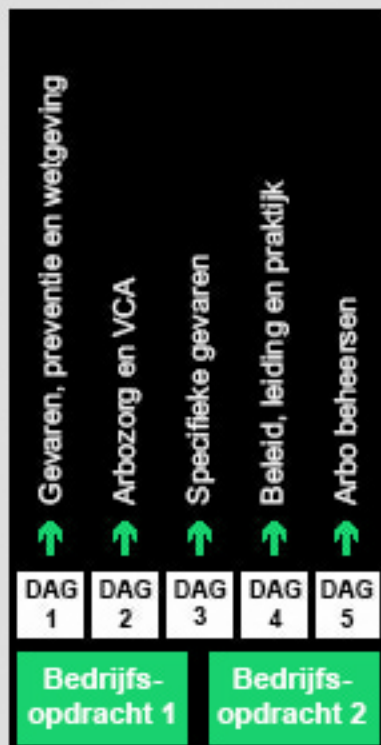 Gevaren, preventie en wetgeving
Arbozorg en VCA
Specifieke gevaren
Beleid, leiding en praktijk
Arbo beheersen
DAG
1
DAG
2
DAG
3
DAG
4
DAG
5
Bedrijfs-
opdracht 1
Bedrijfs-
opdracht 2